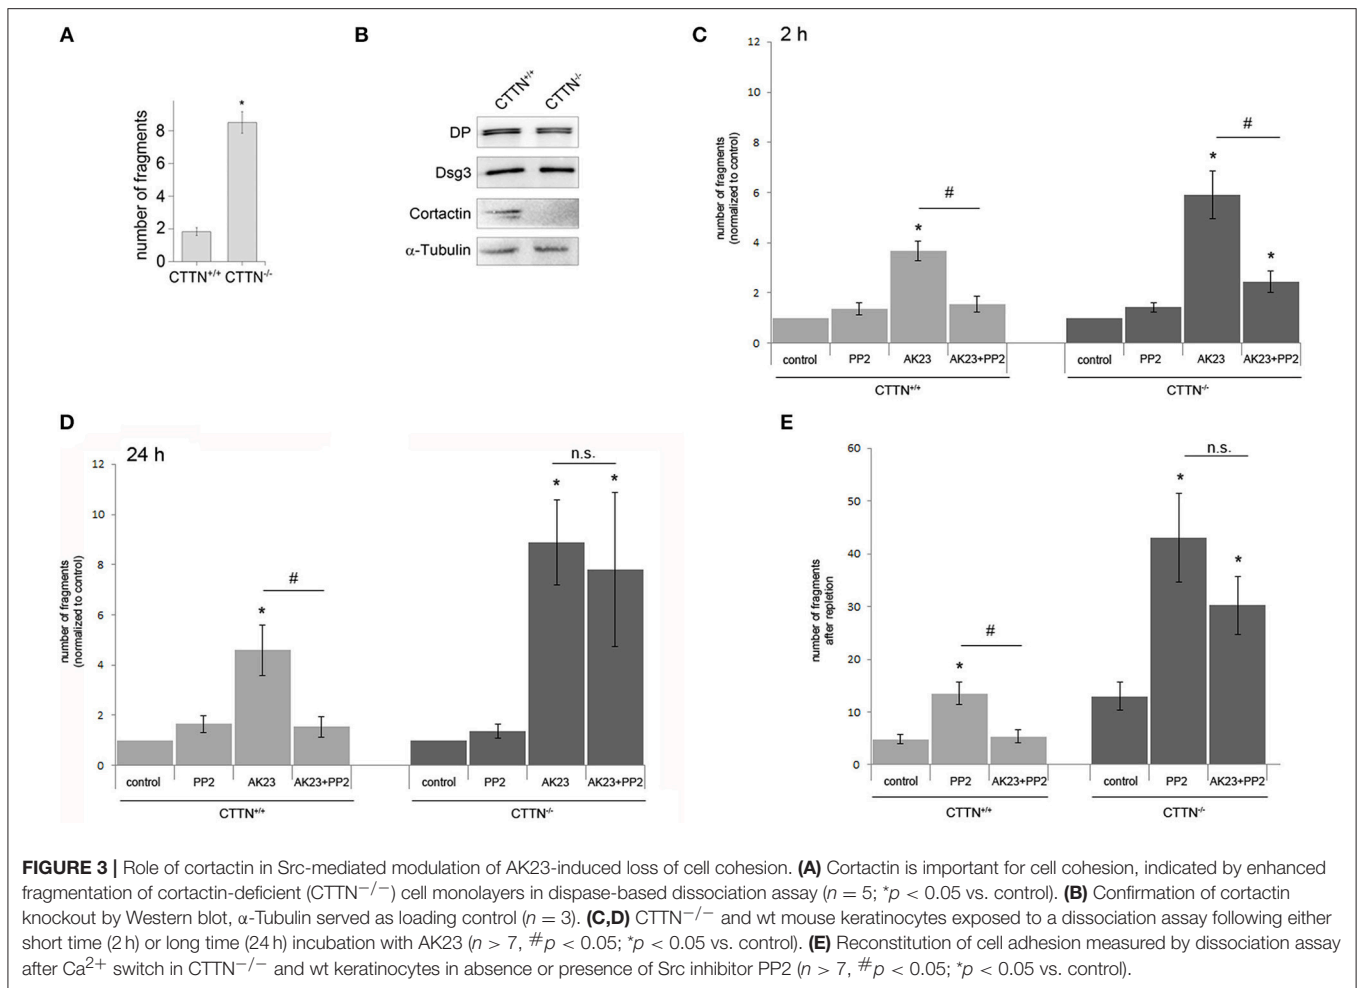 A
B
C
2 h
number of fragments
0
2
4
6
8
*
CTTN+/+
CTTN-/-
CTTN+/+
CTTN-/-
DP
Dsg3
Cortactin
α-Tubulin
number of fragments
(normalized to control)
12
10
8
6
4
2
0
*
#
*
#
*
control PP2 AK23 AK23+PP2
control PP2 AK23 AK23+PP2
CTTN+/+
CTTN-/-
D
24 h
number of fragments
(normalized to control)
12
10
8
6
4
2
0
*
#
*
n.s.
*
control PP2 AK23 AK23+PP2
control PP2 AK23 AK23+PP2
CTTN+/+
CTTN-/-
E
number of fragments
after repletion
60
50
40
30
20
10
0
*
#
*
n.s.
*
control PP2 AK23+PP2
control PP2 AK23+PP2
CTTN+/+
CTTN-/-
FIGURE 3 | Role of cortactin in Src-mediated modulation of AK23-induced loss of cell cohesion. (A) Cortactin is important for cell cohesion, indicated by enhanced
fragmentation of cortactin-deficient (CTTN−/−) cell monolayers in dispase-based dissociation assay (n = 5; *p < 0.05 vs. control). (B) Confirmation of cortactin
knockout by Western blot, α-Tubulin served as loading control (n = 3). (C,D) CTTN−/− and wt mouse keratinocytes exposed to a dissociation assay following either
short time (2 h) or long time (24 h) incubation with AK23 (n > 7, #p < 0.05; *p < 0.05 vs. control). (E) Reconstitution of cell adhesion measured by dissociation assay
after Ca2+ switch in CTTN−/− and wt keratinocytes in absence or presence of Src inhibitor PP2 (n > 7, #p < 0.05; *p < 0.05 vs. control).